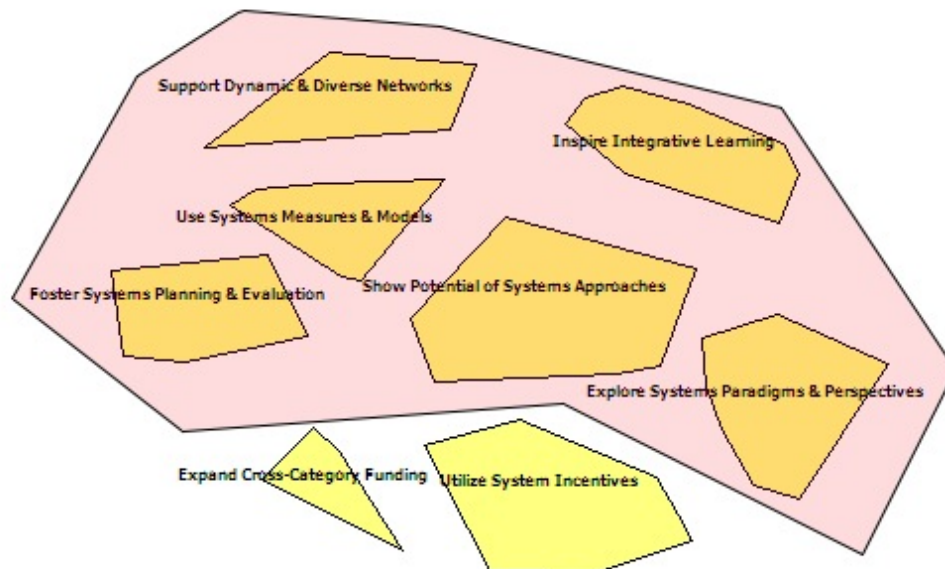 Support Dynamic & Diverse Networks
Inspire Integrative Learning
Use Systems Measures & Models
Foster Systems Planning & Evaluation
Show Potential of Systems Approaches
Explore Systems Paradigms & Perspectives
Expand Cross-Category Funding
Utilize System Incentives